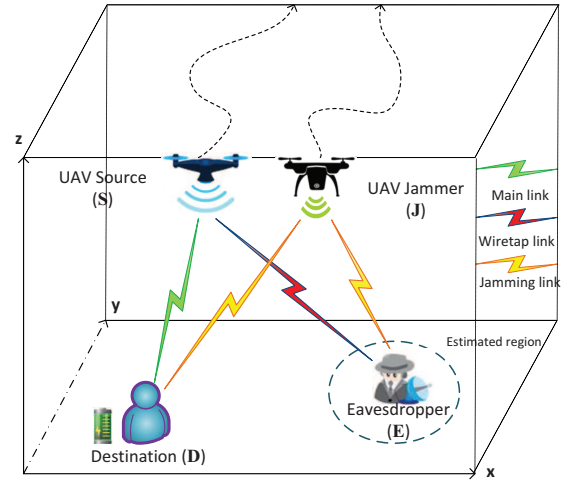 z
UAV Source
(S)
UAV Jammer
(J)
Main link
Wiretap link
Jamming link
y
Estimated region
Eavesdropper
(E)
Destination (D)
x